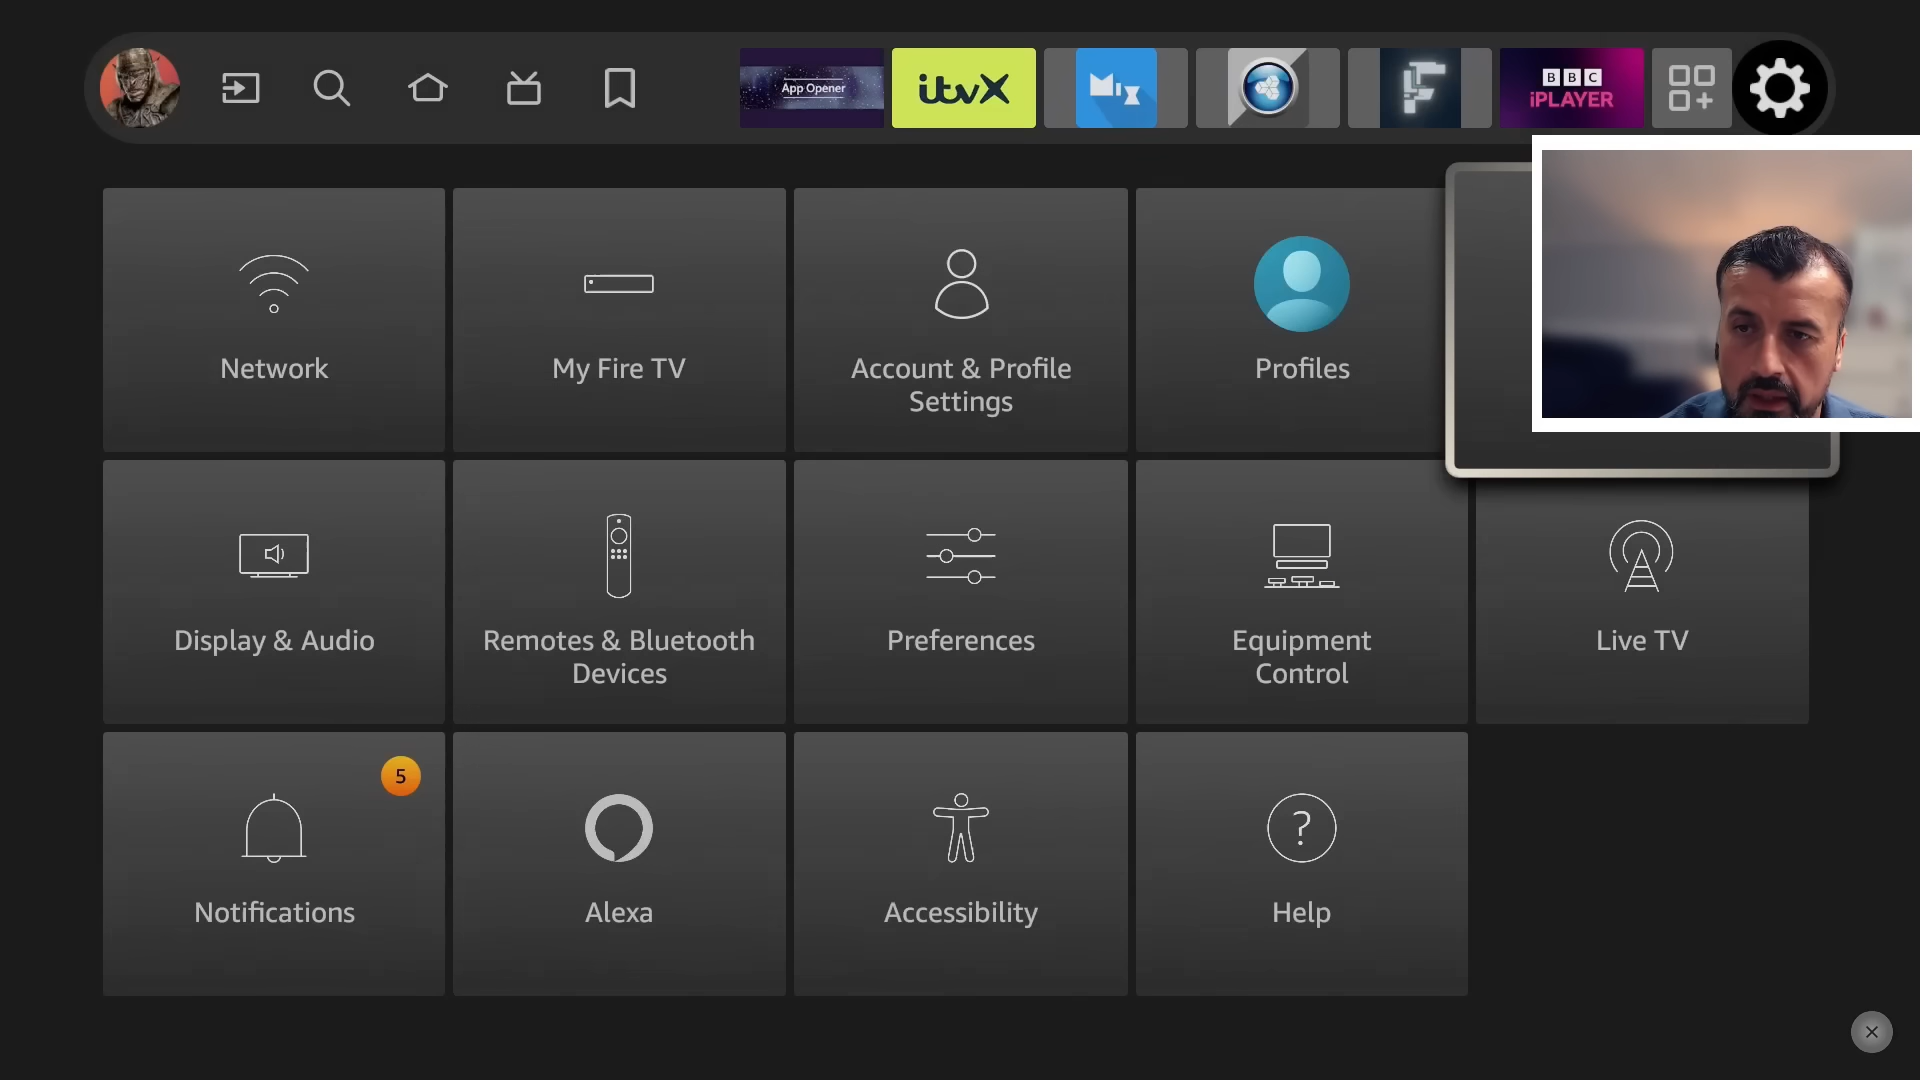 App Opener
itvX
Mix
BBC
iPLAYER
Network
My Fire TV
Account & Profile
Settings
Profiles
Display & Audio
Remotes & Bluetooth
Devices
Preferences
Equipment
Control
Live TV
5
Notifications
Alexa
Accessibility
?
Help